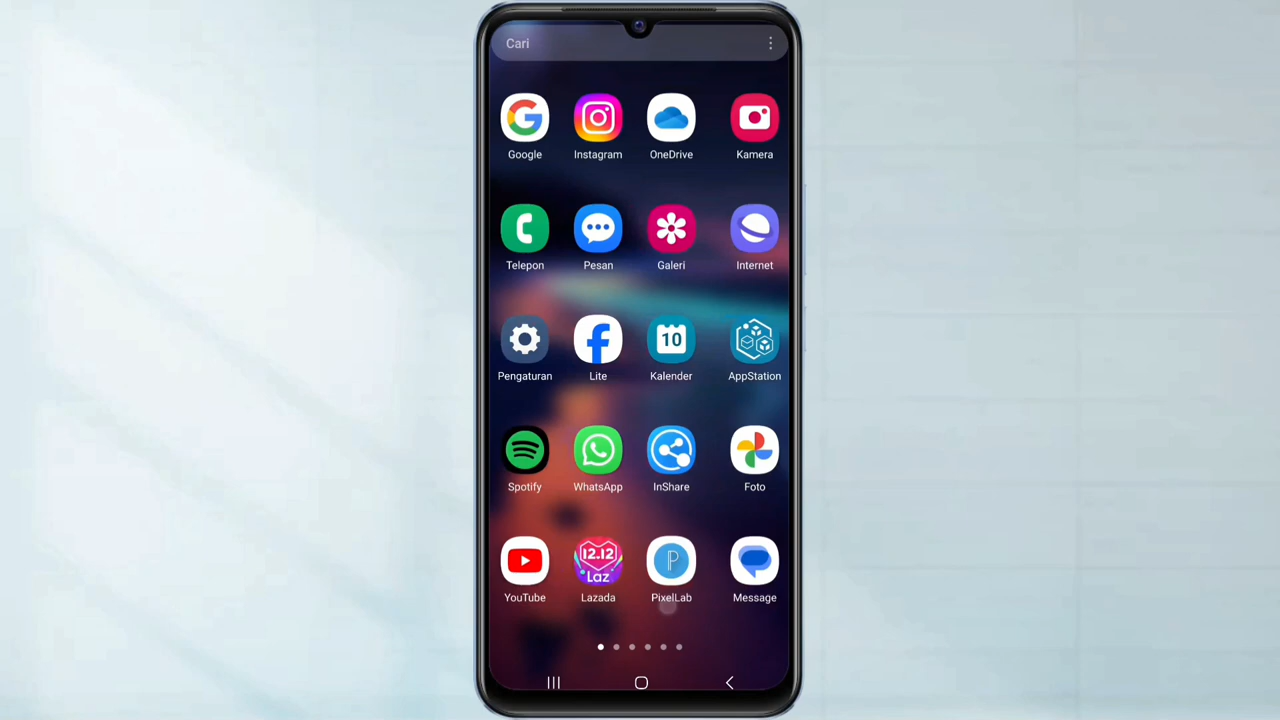 Cari
Google Instagram OneDrive Kamera
Telepon Pesan Galeri Internet
10
Pengaturan Lite Kalender AppStation
Spotify WhatsApp InShare Foto
12.12
Laz
P
YouTube Lazada PixelLab Message